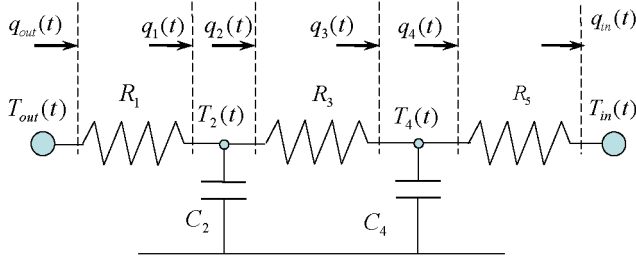 q_out(t) q_1(t) q_2(t) q_3(t) q_4(t) q_in(t)
T_out(t) R_1 T_2(t) R_3 T_4(t) R_5 T_in(t)
C_2 C_4